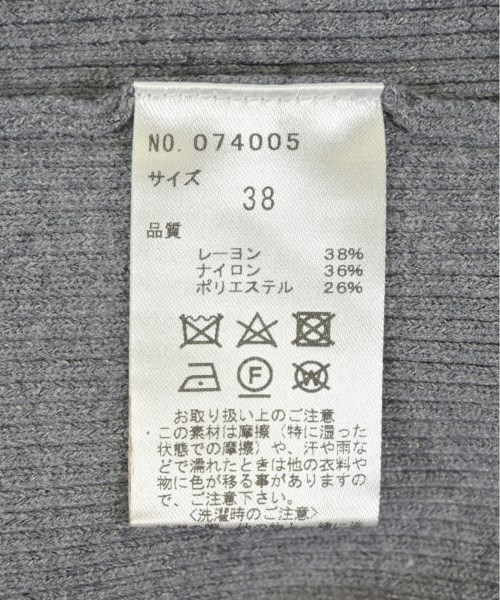 NO. 074005
サイズ
38
品質
レーヨン 38%
ナイロン 36%
ポリエステル 26%
F
W
お取り扱い上のご注意
・この素材は摩擦（特に湿った
状態での摩擦）や、汗や雨な
どで濡れたときは他の衣料や
物に色が移る事がありますの
で、ご注意下さい。
〈洗濯時のご注意〉